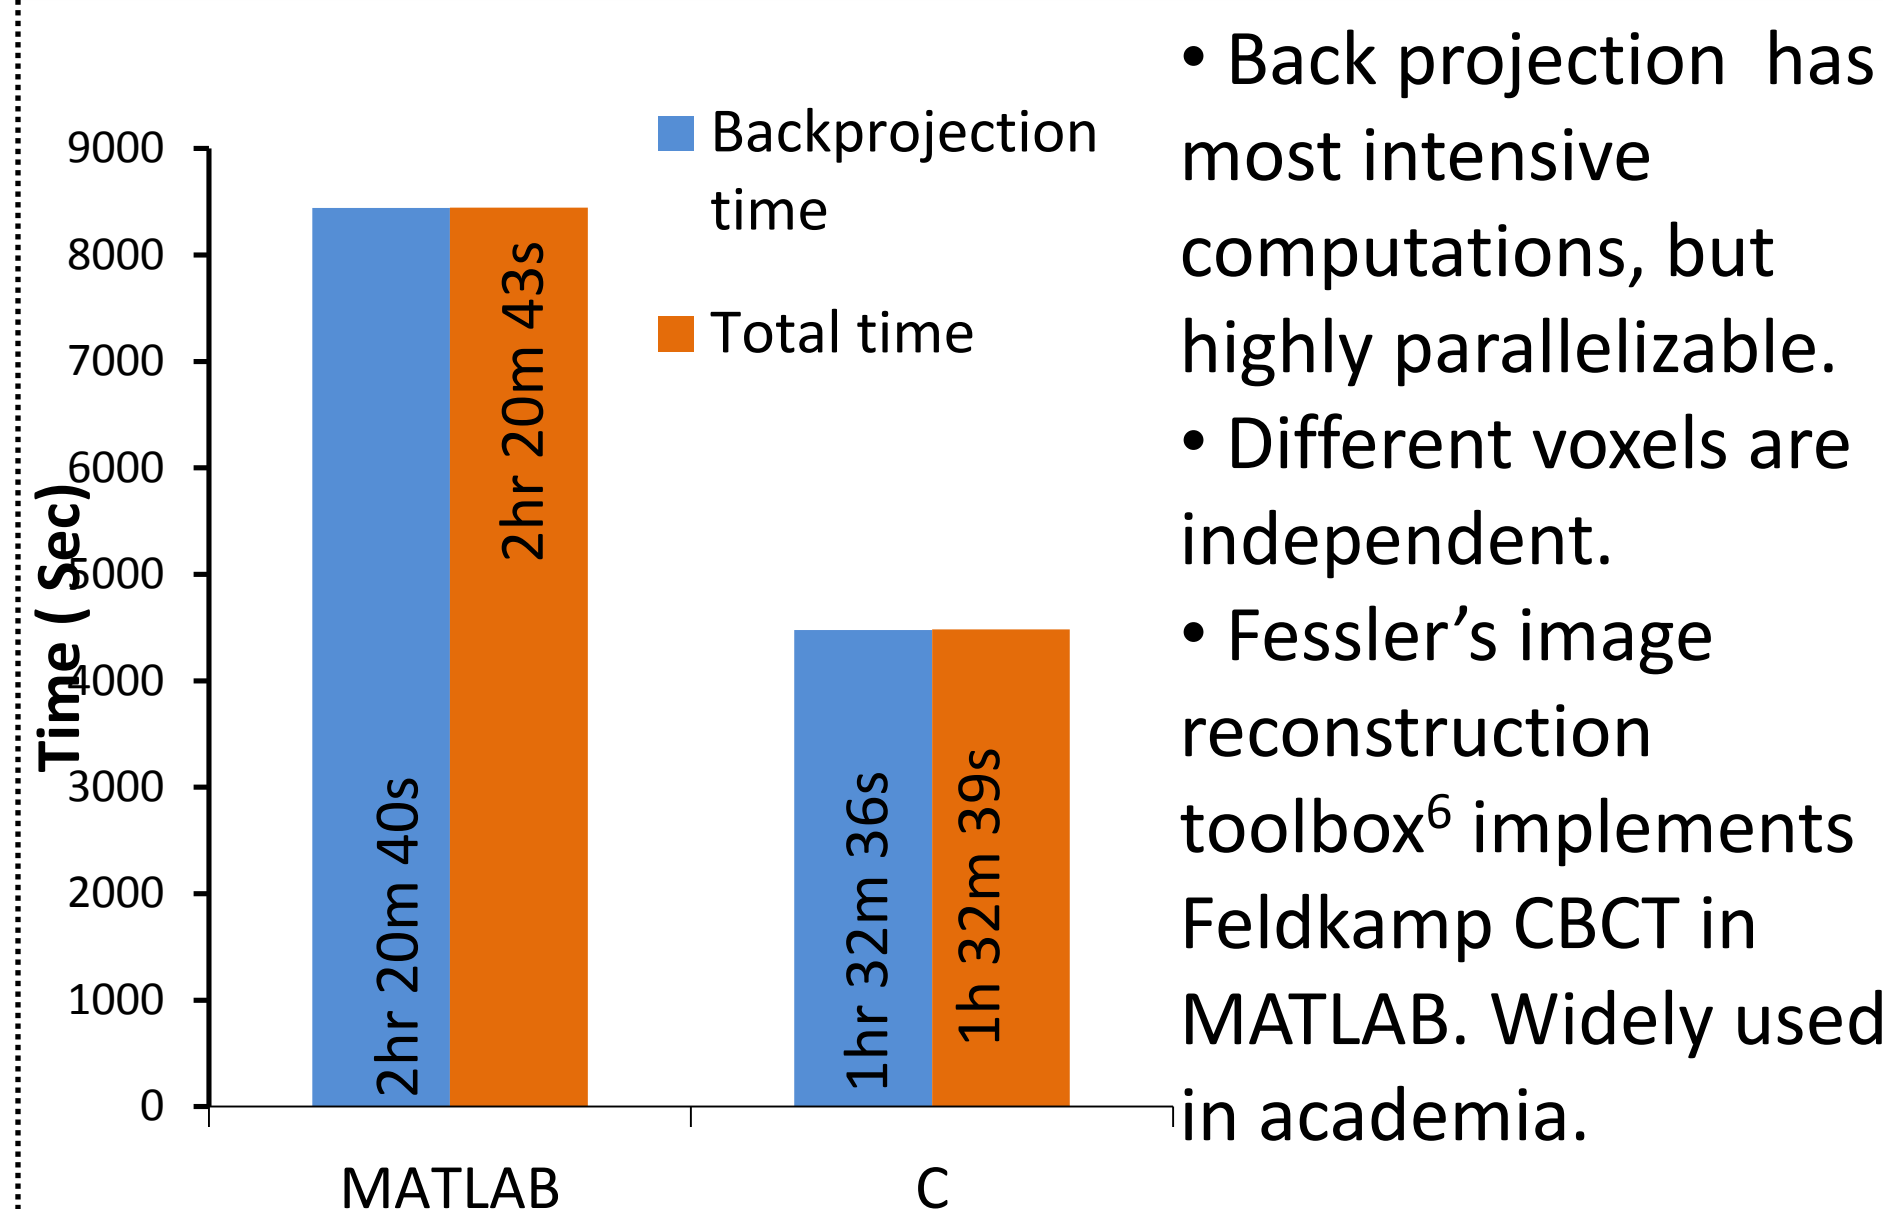 Backprojection
time
Total time
9000
8000
7000
6000
5000
4000
3000
2000
1000
0
Time ( Sec)
2hr 20m 40s
2hr 20m 43s
1hr 32m 36s
1h 32m 39s
MATLAB
C
• Back projection  has
most intensive
computations, but
highly parallelizable.
• Different voxels are
independent.
• Fessler’s image
reconstruction
toolbox⁶ implements
Feldkamp CBCT in
MATLAB. Widely used
in academia.